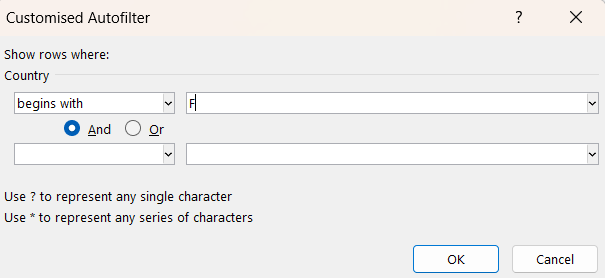 Customised Autofilter ? X
Show rows where:
Country
begins with F
And Or
Use ? to represent any single character
Use * to represent any series of characters
OK Cancel